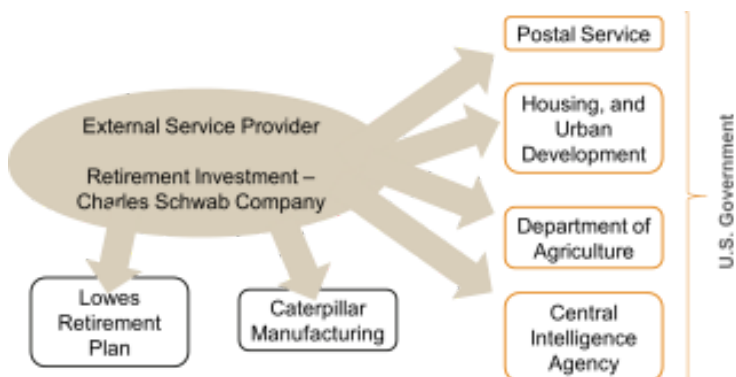 Postal Service
External Service Provider
Retirement Investment –
Charles Schwab Company
Housing, and
Urban
Development
Department of
Agriculture
Central
Intelligence
Agency
Lowes
Retirement
Plan
Caterpillar
Manufacturing
U.S. Government